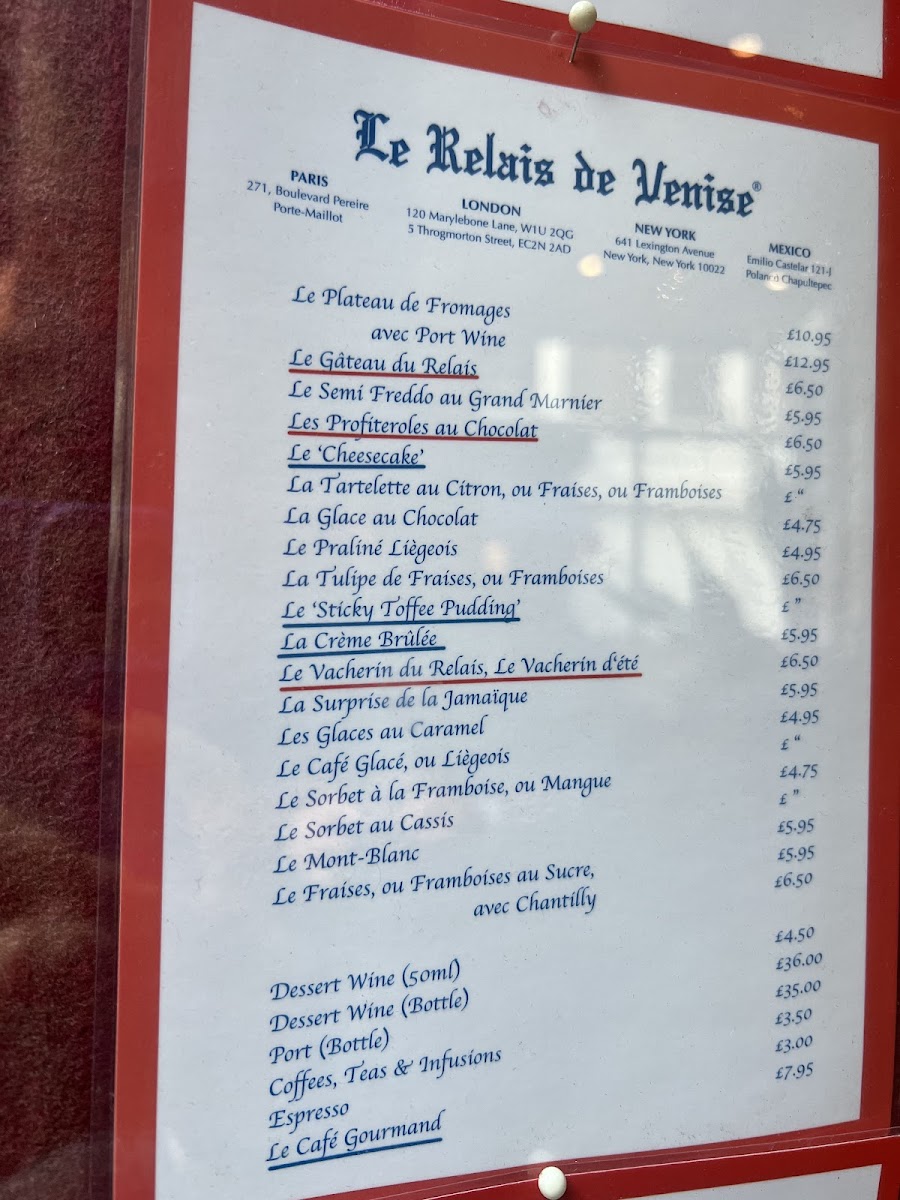 Le Relais de Venise®
PARIS
271, Boulevard Pereire
Porte-Maillot
LONDON
120 Marylebone Lane, W1U 2QG
5 Throgmorton Street, EC2N 2AD
NEW YORK
641 Lexington Avenue
New York, New York 10022
MEXICO
Emilio Castelar 121-J
Polanco Chapultepec
Le Plateau de Fromages £10.95
avec Port Wine £12.95
Le Gâteau du Relais £6.50
Le Semi Freddo au Grand Marnier £5.95
Les Profiteroles au Chocolat £6.50
Le 'Cheesecake' £5.95
La Tartelette au Citron, ou Fraises, ou Framboises £ "
La Glace au Chocolat £4.75
Le Praliné Liègeois £4.95
La Tulipe de Fraises, ou Framboises £6.50
Le 'Sticky Toffee Pudding' £ "
La Crème Brûlée £5.95
Le Vacherin du Relais, Le Vacherin d'été £6.50
La Surprise de la Jamaïque £5.95
Les Glaces au Caramel £4.95
Le Café Glacé, ou Liègeois £ "
Le Sorbet à la Framboise, ou Mangue £4.75
Le Sorbet au Cassis £ "
Le Mont-Blanc £5.95
Le Fraises, ou Framboises au Sucre, £5.95
avec Chantilly £6.50
Dessert Wine (50ml) £4.50
Dessert Wine (Bottle) £36.00
Port (Bottle) £35.00
Coffees, Teas & Infusions £3.50
Espresso £3.00
Le Café Gourmand £7.95